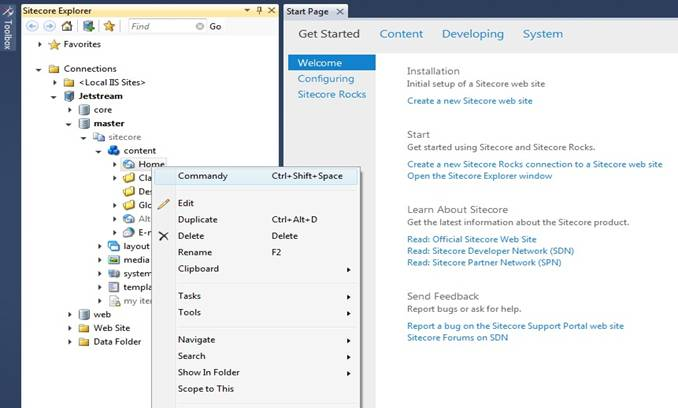 Toolbox
Sitecore Explorer
Find
Go
Favorites
Connections
<Local IIS Sites>
Jetstream
core
master
sitecore
content
Home
Cla
Des
Glo
Alt
E-n
layout
media
system
templa
my iter
web
Web Site
Data Folder
Commandy Ctrl+Shift+Space
Edit
Duplicate Ctrl+Alt+D
Delete Delete
Rename F2
Clipboard
Tasks
Tools
Navigate
Search
Show In Folder
Scope to This
Start Page
Get Started Content Developing System
Welcome
Configuring
Sitecore Rocks
Installation
Initial setup of a Sitecore web site
Create a new Sitecore web site
Start
Get started using Sitecore and Sitecore Rocks.
Create a new Sitecore Rocks connection to a Sitecore web site
Open the Sitecore Explorer window
Learn About Sitecore
Get the latest information about the Sitecore product.
Read: Official Sitecore Web Site
Read: Sitecore Developer Network (SDN)
Read: Sitecore Partner Network (SPN)
Send Feedback
Report bugs or ask for help.
Report a bug on the Sitecore Support Portal web site
Sitecore Forums on SDN